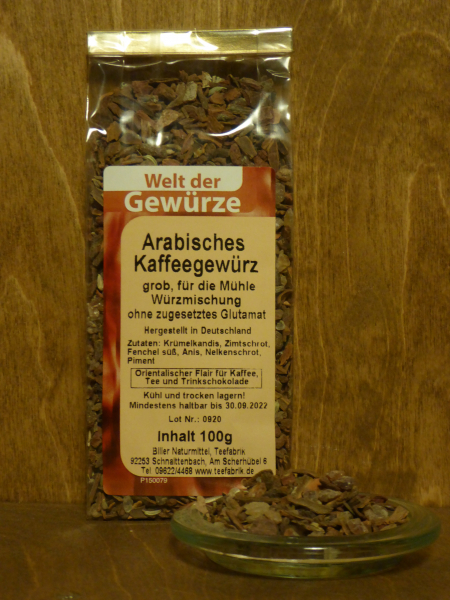 Welt der
Gewürze
Arabisches
Kaffeegewürz
grob, für die Mühle
Würzmischung
ohne zugesetztes Glutamat
Hergestellt in Deutschland
Zutaten: Krümelkandis, Zimtschrot,
Fenchel süß, Anis, Nelkenschrot,
Piment
Orientalischer Flair für Kaffee,
Tee und Trinkschokolade
Kühl und trocken lagern!
Mindestens haltbar bis 30.09.2022
Lot Nr.: 0920
Inhalt 100g
Biller Naturmittel, Teefabrik
92253 Schnaittenbach, Am Scherhübel 6
Tel: 09622/4468 www.teefabrik.de
P150079